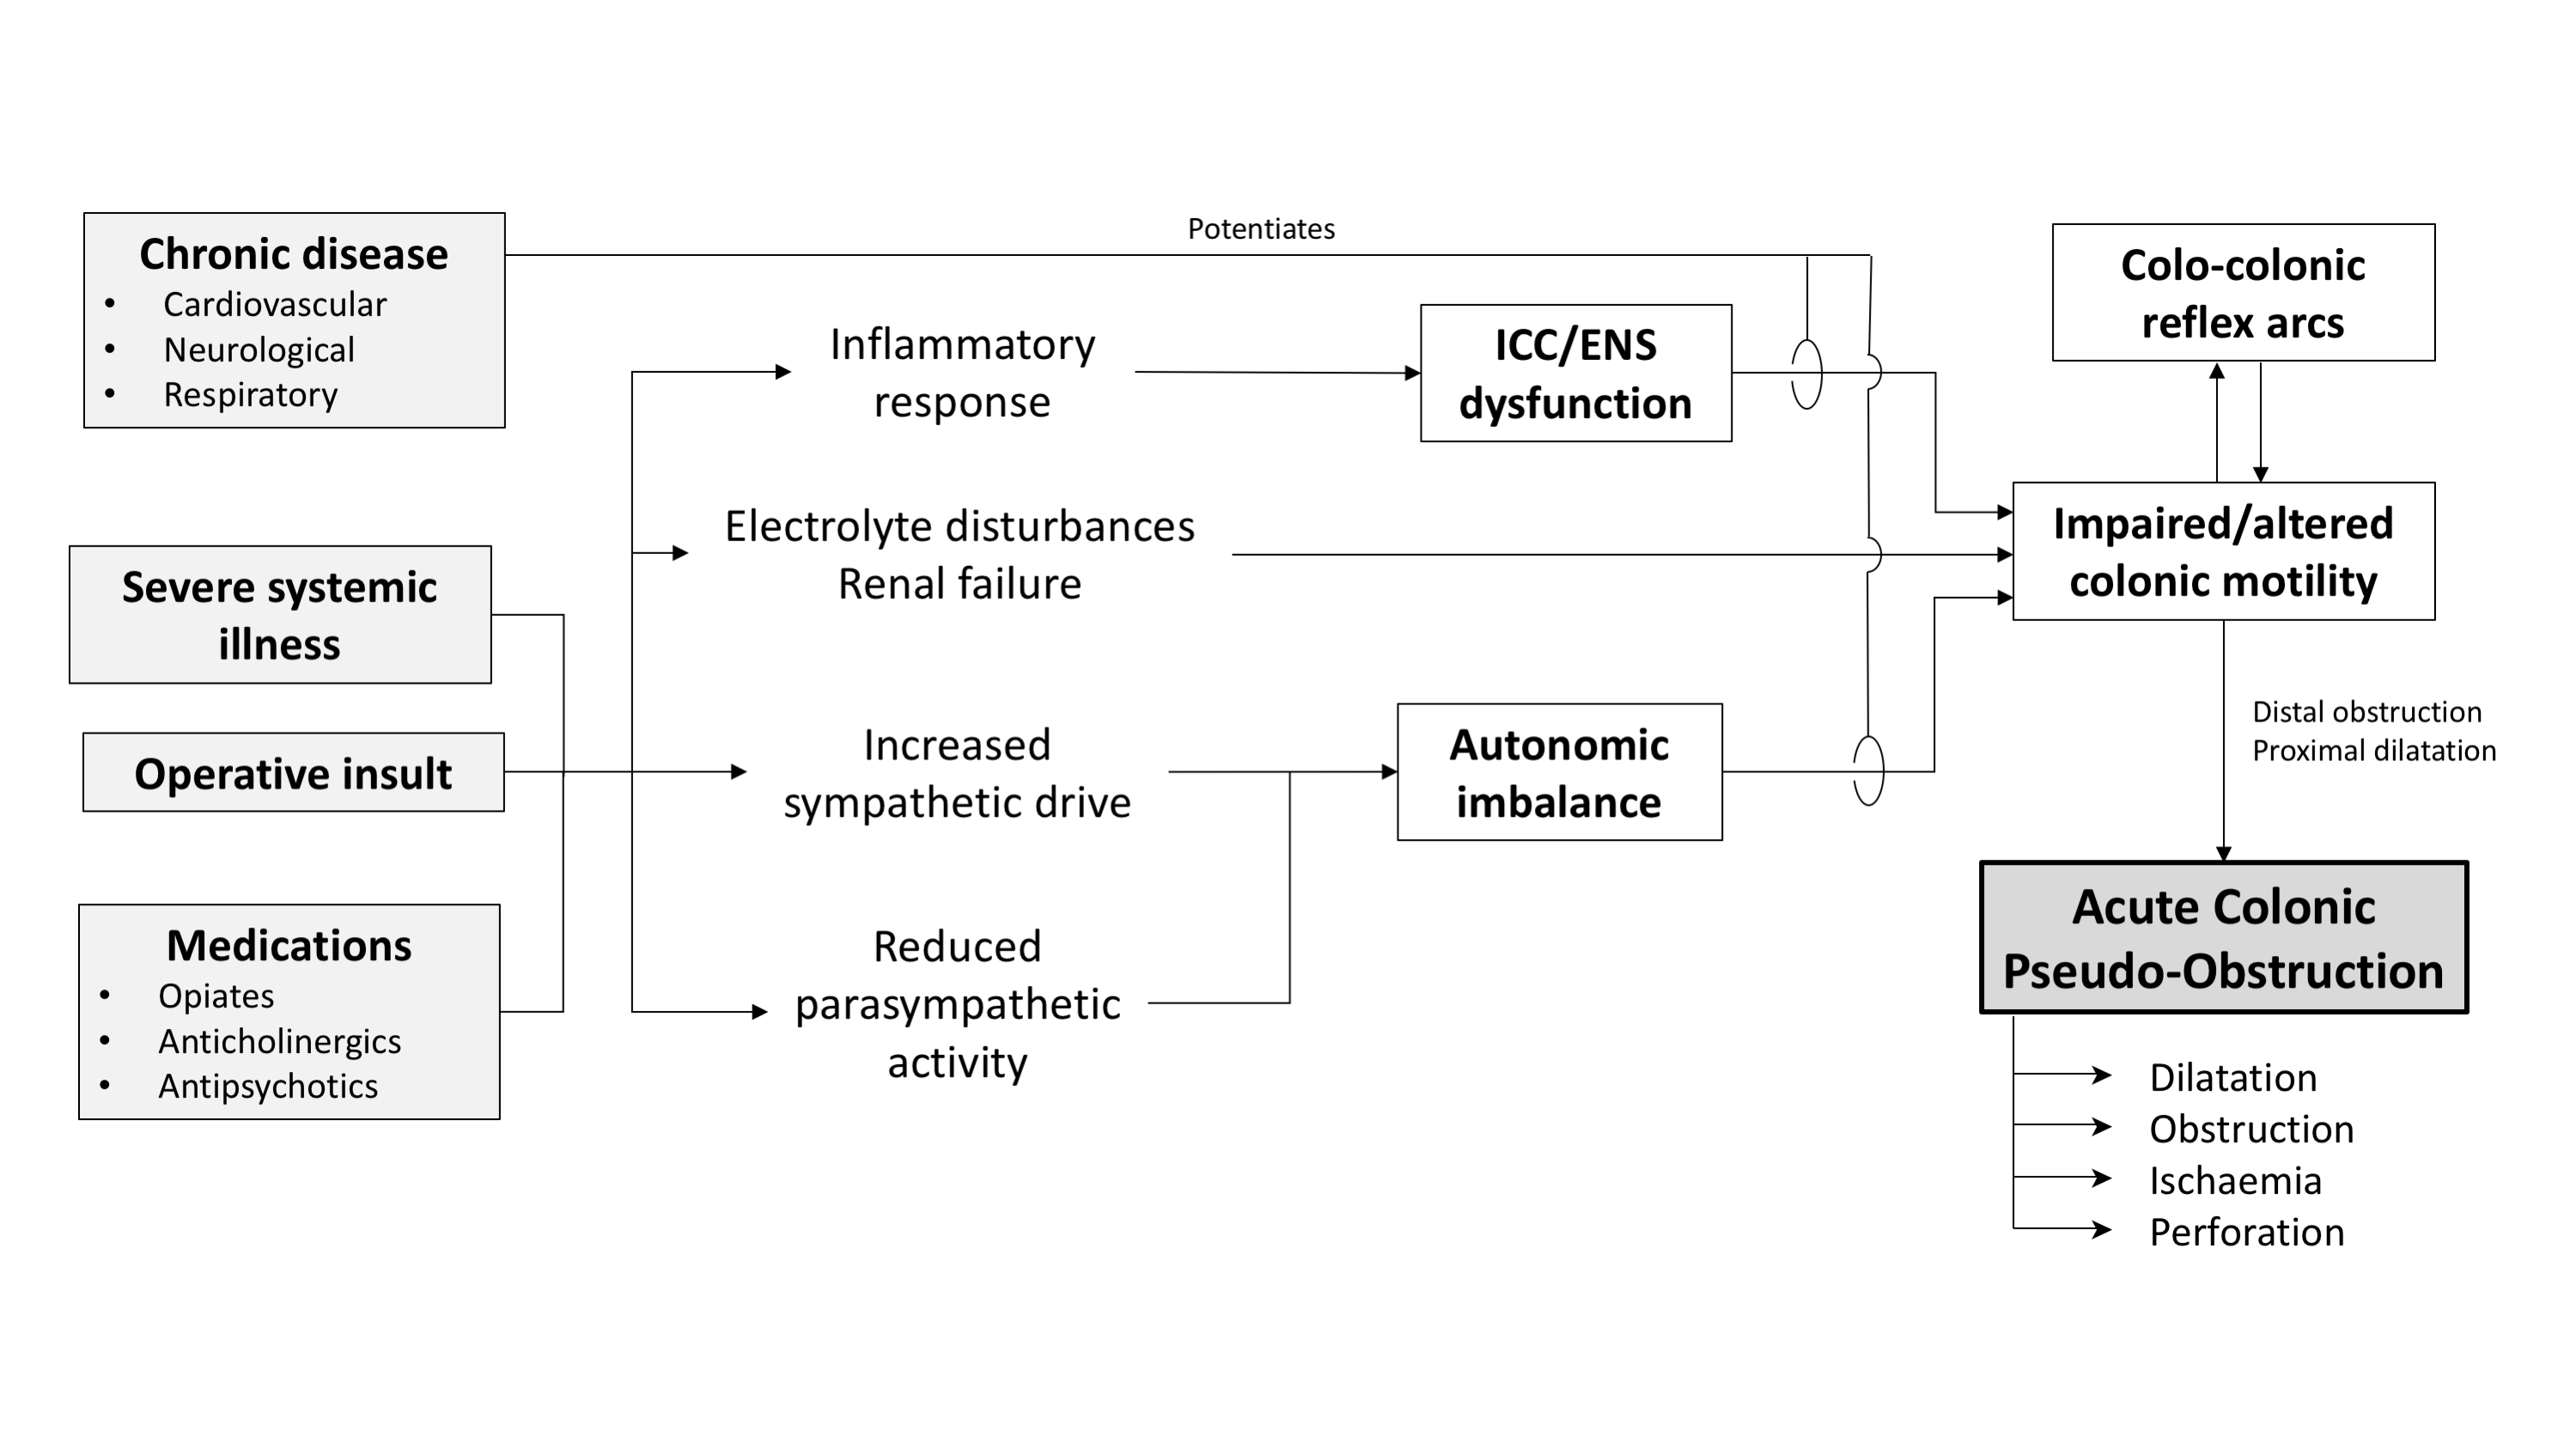 Potentiates
Chronic disease
• Cardiovascular
• Neurological
• Respiratory
Severe systemic
illness
Operative insult
Medications
• Opiates
• Anticholinergics
• Antipsychotics
Inflammatory
response
Electrolyte disturbances
Renal failure
Increased
sympathetic drive
Reduced
parasympathetic
activity
ICC/ENS
dysfunction
Autonomic
imbalance
Colo-colonic
reflex arcs
Impaired/altered
colonic motility
Distal obstruction
Proximal dilatation
Acute Colonic
Pseudo-Obstruction
Dilatation
Obstruction
Ischaemia
Perforation